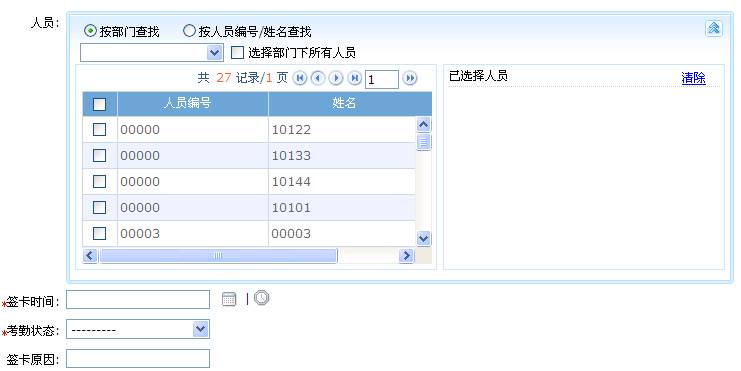 人员: 按部门查找 按人员编号/姓名查找
选择部门下所有人员
共 27 记录/1 页 1
已选择人员 清除
人员编号 姓名
00000 10122
00000 10133
00000 10144
00000 10101
00003 00003
*签卡时间: |
*考勤状态: ---------
签卡原因: